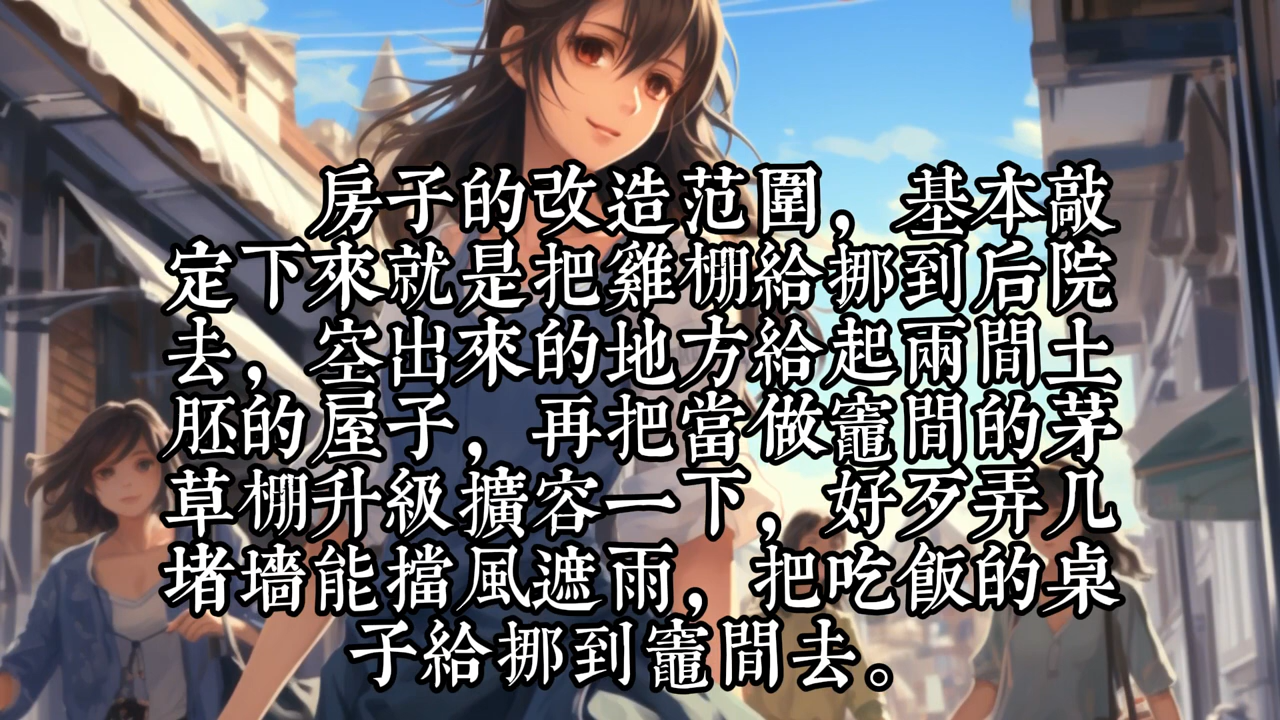 房子的改造范圍，基本敲
定下來就是把雞棚給挪到后院
去，空出來的地方給起兩間土
胚的屋子，再把當做竈間的茅
草棚升級擴容一下，好歹弄几
堵墻能擋風遮雨，把吃飯的桌
子給挪到竈間去。